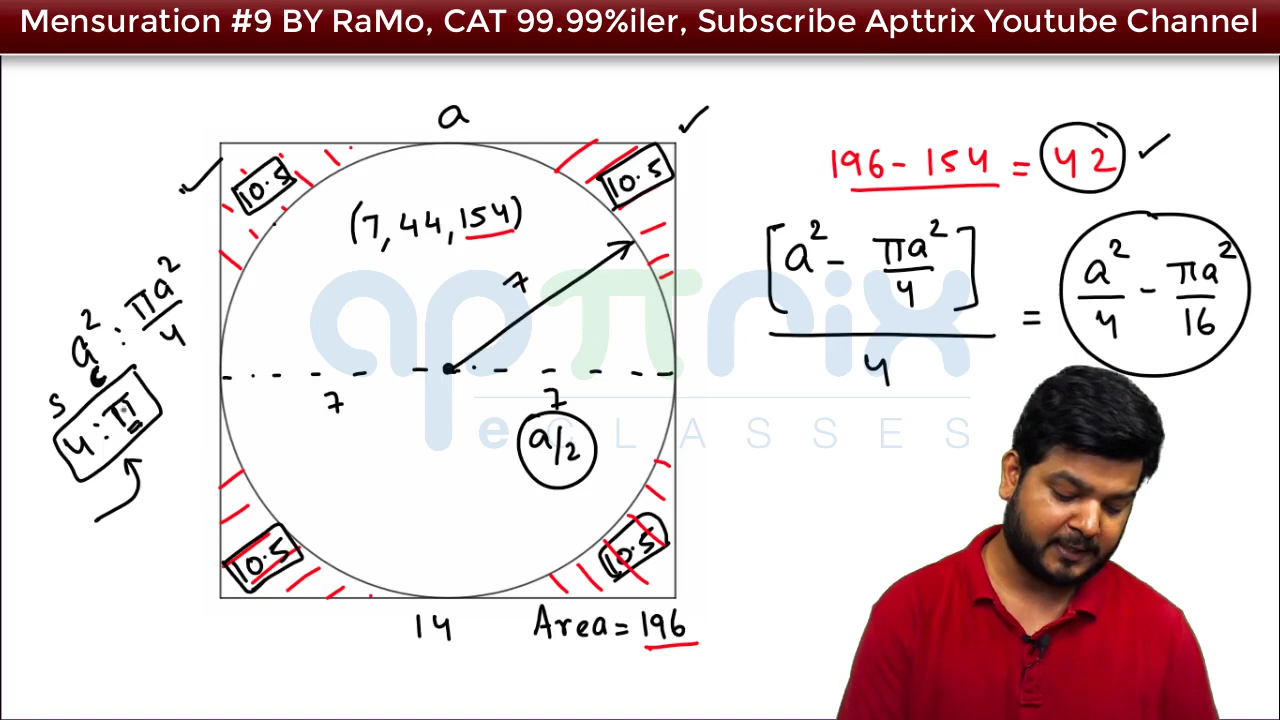 Mensuration #9 BY RaMo, CAT 99.99%iler, Subscribe Apttrix Youtube Channel
a
10.5
10.5
196 - 154 = 42
(7, 44, 154)
[a² - πa²/4] / 4 = a²/4 - πa²/16
7
a² : πa²/4
apπrix
7
7
S C
4 : π
a/2
eCLASSES
10.5
10.5
14
Area = 196